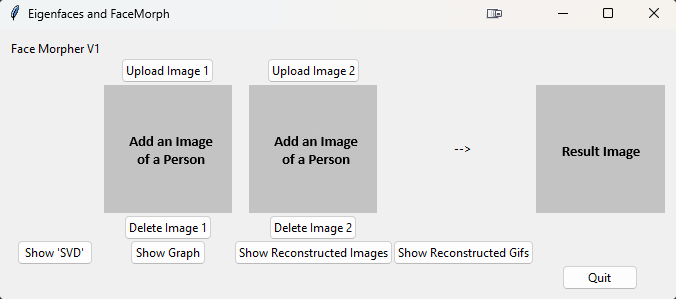 Eigenfaces and FaceMorph
Face Morpher V1
Upload Image 1
Upload Image 2
Add an Image
of a Person
Add an Image
of a Person
-->
Result Image
Delete Image 1
Delete Image 2
Show 'SVD'
Show Graph
Show Reconstructed Images
Show Reconstructed Gifs
Quit